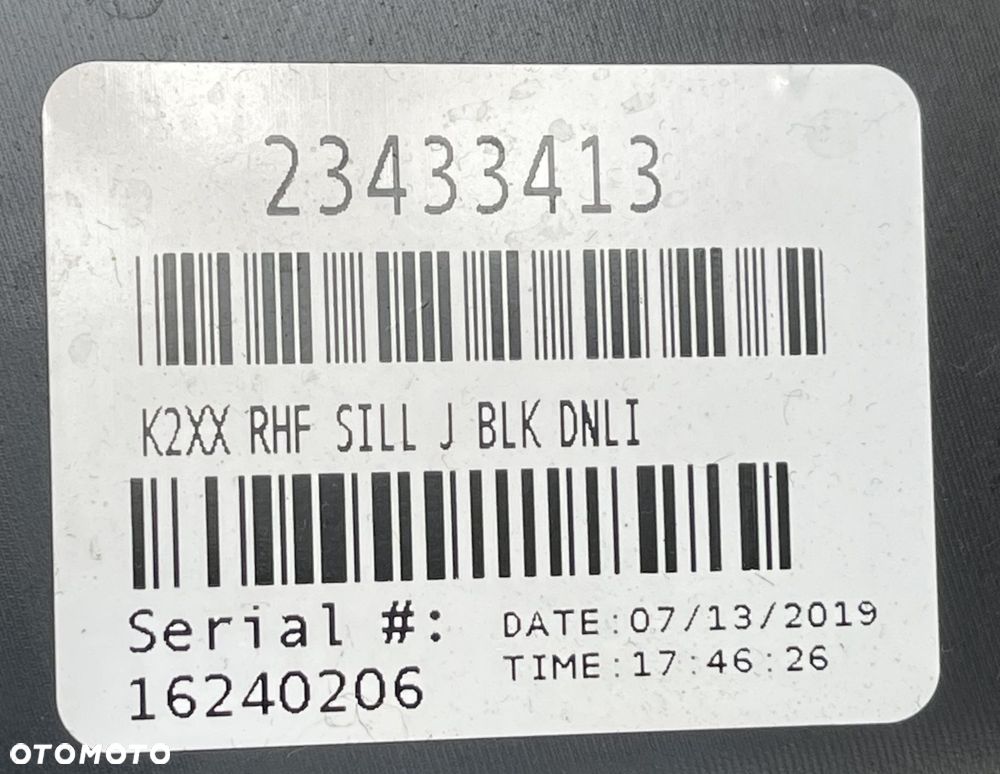 23433413
K2XX RHF SILL J BLK DNLI
Serial #:
16240206
DATE:07/13/2019
TIME:17:46:26
OTOMOTO